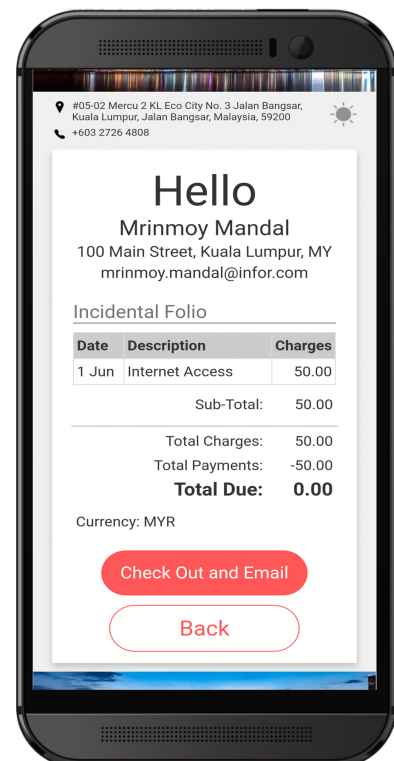 #05-02 Mercu 2 KL Eco City No. 3 Jalan Bangsar,
Kuala Lumpur, Jalan Bangsar, Malaysia, 59200
+603 2726 4808
Hello
Mrinmoy Mandal
100 Main Street, Kuala Lumpur, MY
mrinmoy.mandal@infor.com
Incidental Folio
Date Description Charges
1 Jun Internet Access 50.00
Sub-Total: 50.00
Total Charges: 50.00
Total Payments: -50.00
Total Due: 0.00
Currency: MYR
Check Out and Email
Back